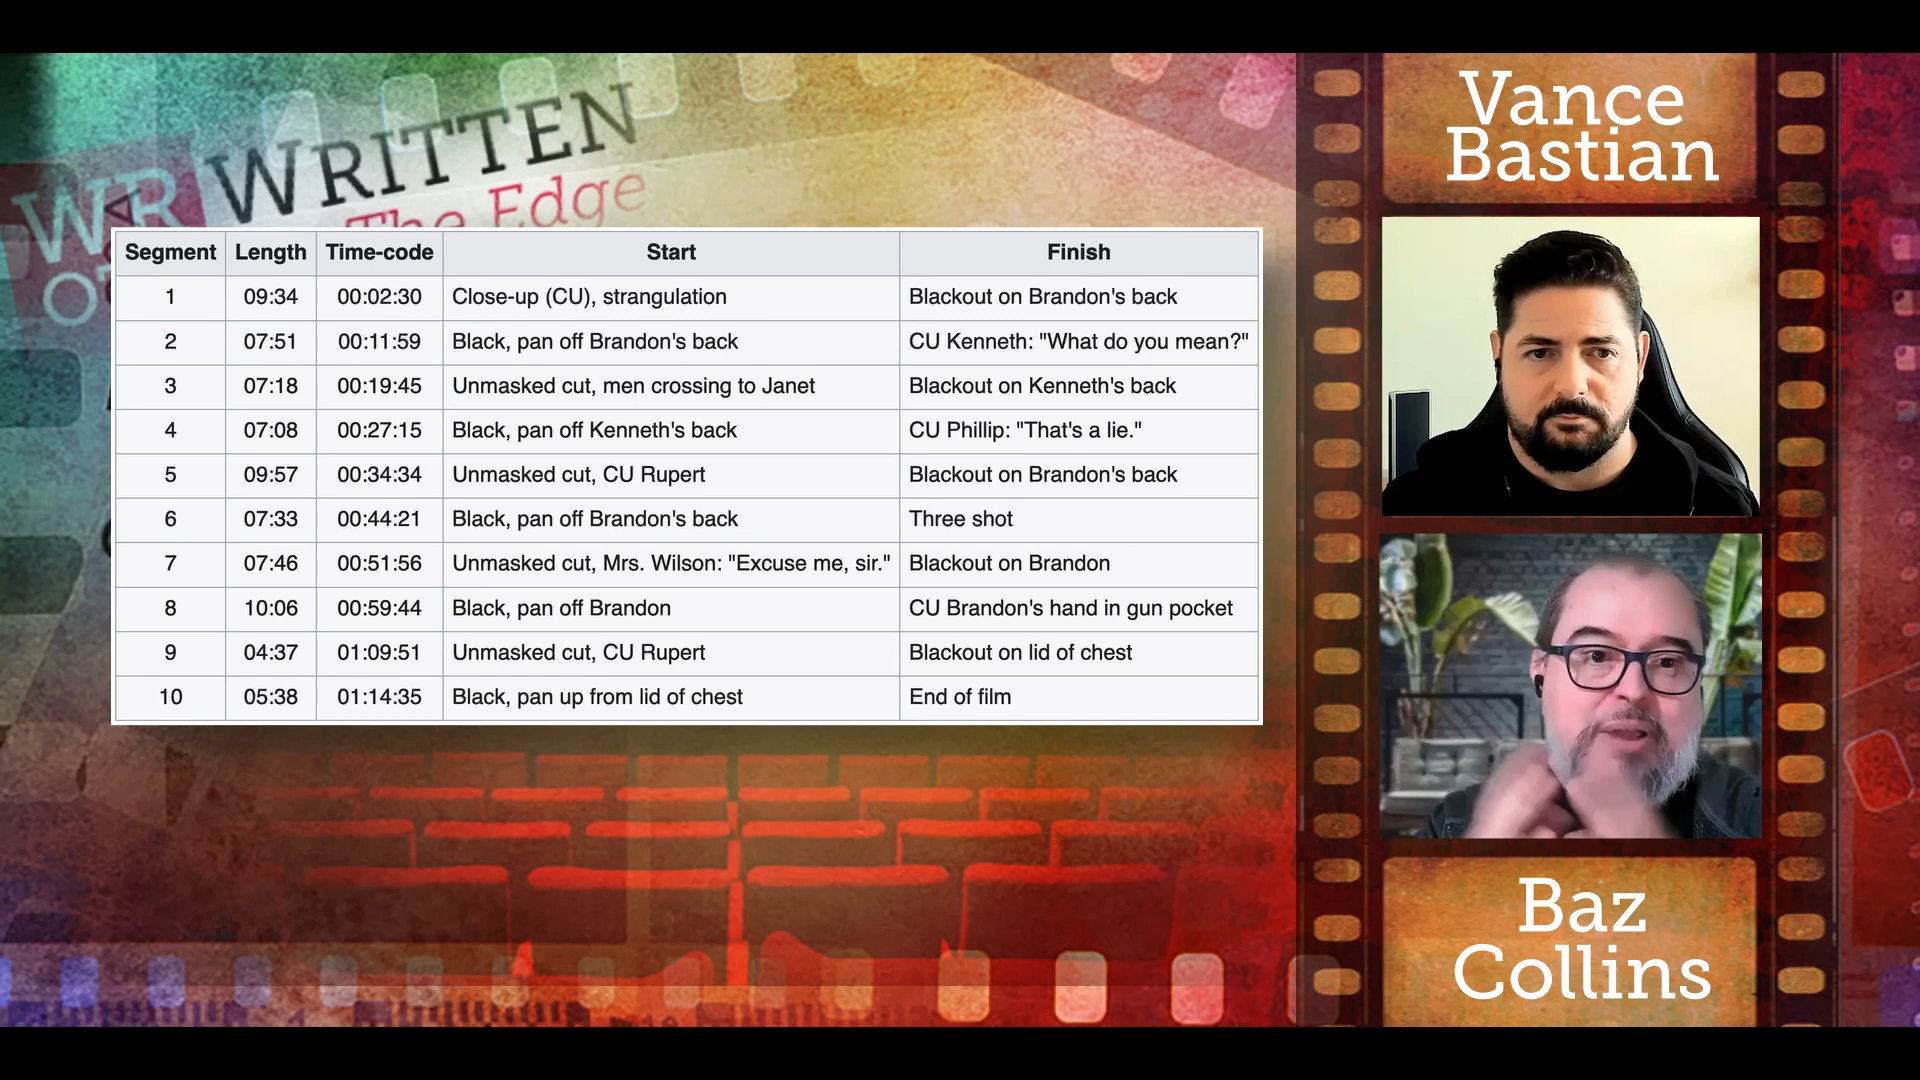 WRITTEN
The Edge
WR
Segment Length Time-code Start Finish
1 09:34 00:02:30 Close-up (CU), strangulation Blackout on Brandon's back
2 07:51 00:11:59 Black, pan off Brandon's back CU Kenneth: "What do you mean?"
3 07:18 00:19:45 Unmasked cut, men crossing to Janet Blackout on Kenneth's back
4 07:08 00:27:15 Black, pan off Kenneth's back CU Phillip: "That's a lie."
5 09:57 00:34:34 Unmasked cut, CU Rupert Blackout on Brandon's back
6 07:33 00:44:21 Black, pan off Brandon's back Three shot
7 07:46 00:51:56 Unmasked cut, Mrs. Wilson: "Excuse me, sir." Blackout on Brandon
8 10:06 00:59:44 Black, pan off Brandon CU Brandon's hand in gun pocket
9 04:37 01:09:51 Unmasked cut, CU Rupert Blackout on lid of chest
10 05:38 01:14:35 Black, pan up from lid of chest End of film
Vance
Bastian
Baz
Collins